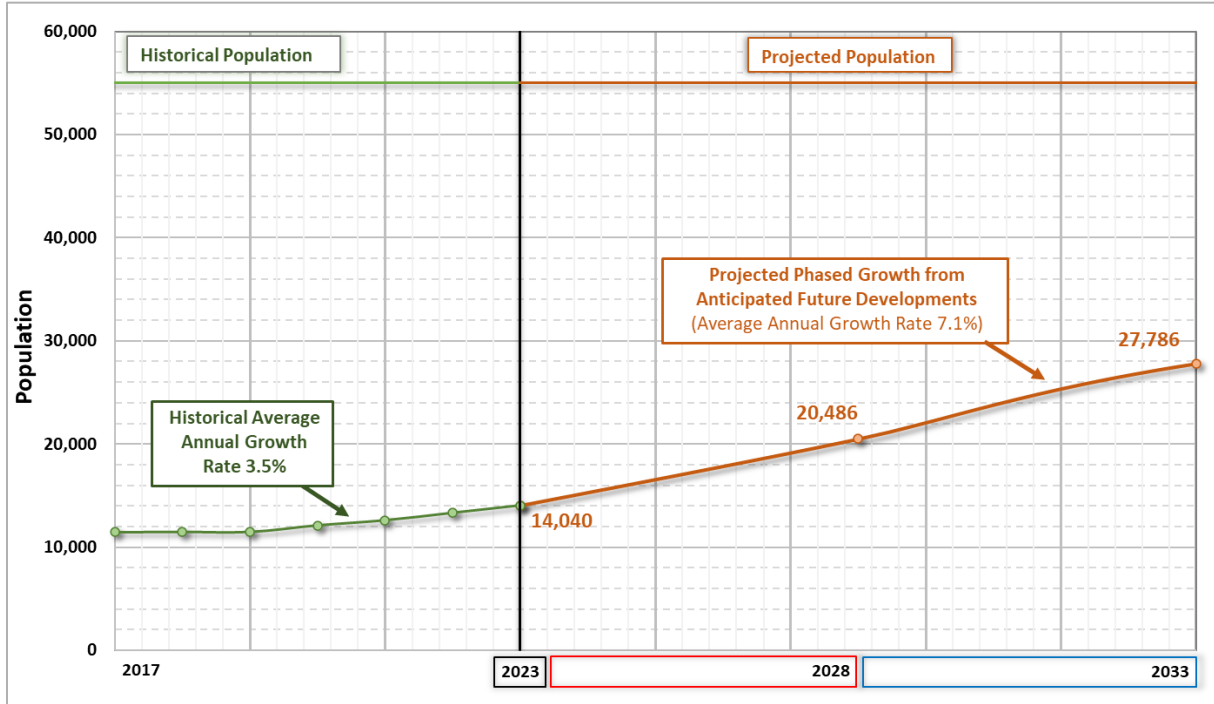 60,000
Historical Population
Projected Population
50,000
40,000
Projected Phased Growth from
Anticipated Future Developments
(Average Annual Growth Rate 7.1%)
30,000
27,786
Population
20,486
Historical Average
Annual Growth
Rate 3.5%
20,000
14,040
10,000
0
2017
2023
2028
2033